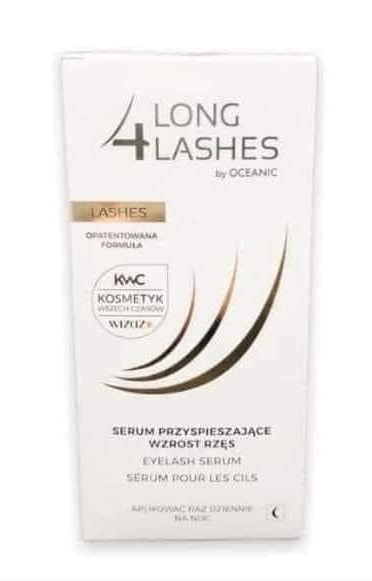 4 LONG
LASHES
by OCEANIC
LASHES
OPATENTOWANA
FORMUŁA
KWC
KOSMETYK
WSZECH CZASÓW
wizaż
SERUM PRZYSPIESZAJĄCE
WZROST RZĘS
EYELASH SERUM
SÉRUM POUR LES CILS
APLIKOWAĆ RAZ DZIENNIE
NA NOC